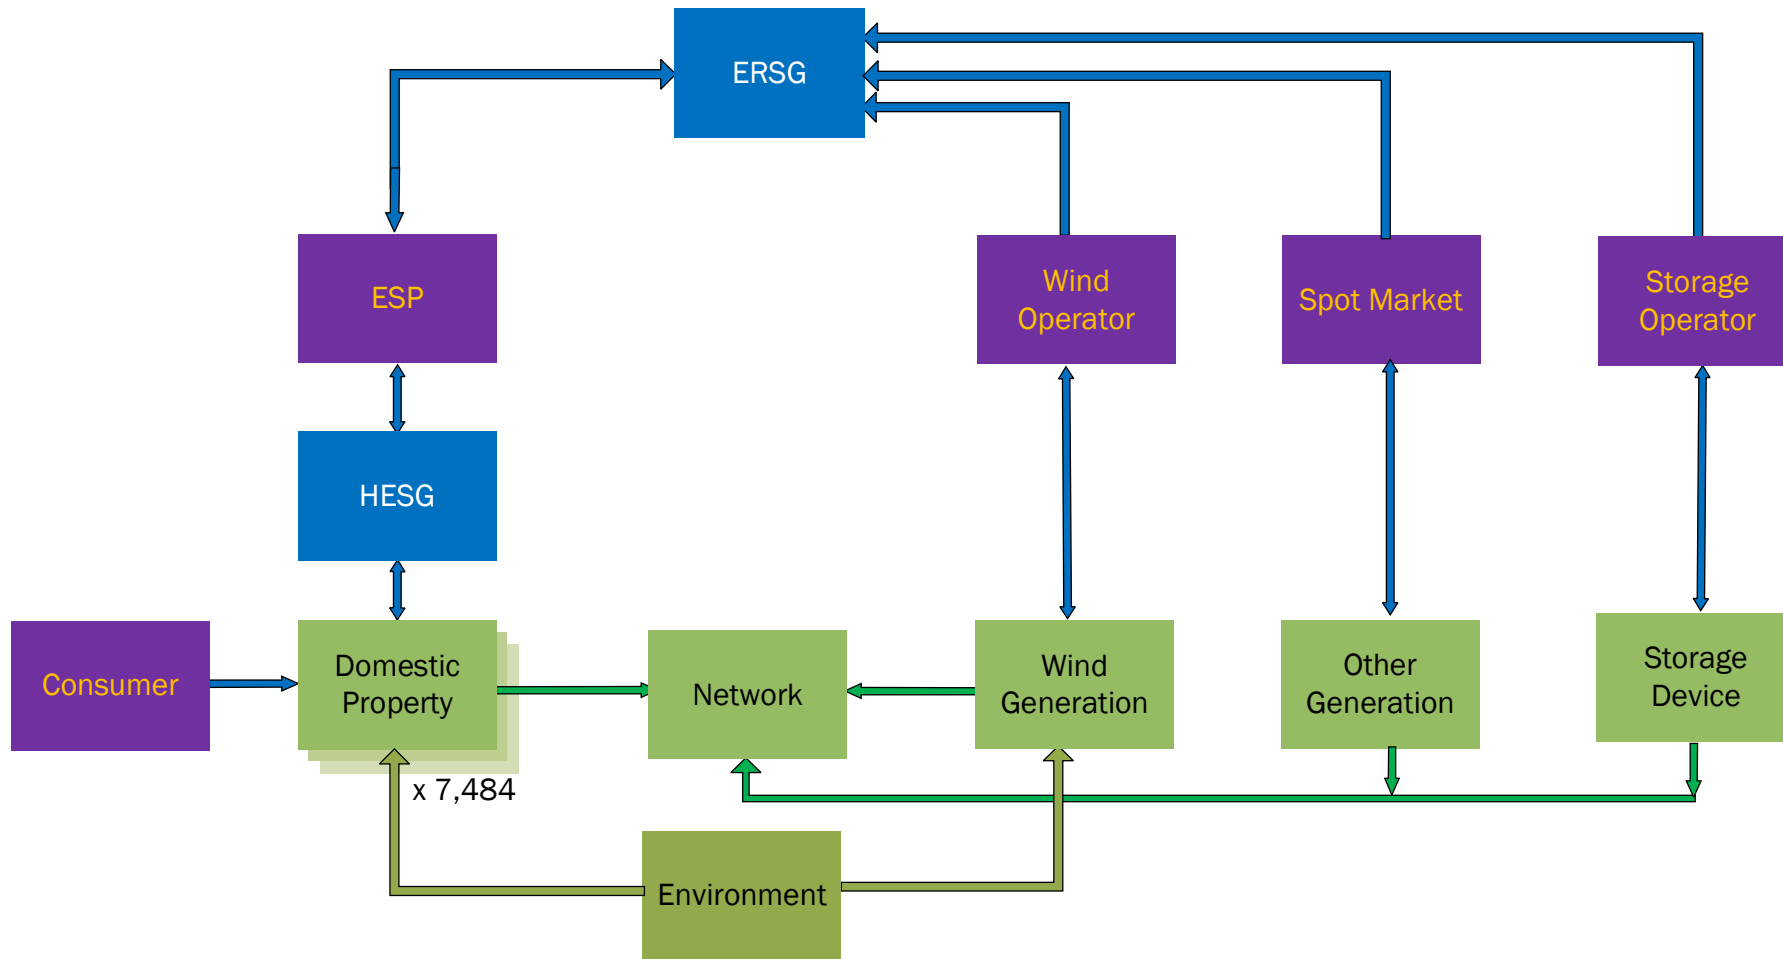 ERSG
ESP
Wind
Operator
Spot Market
Storage
Operator
HESG
Consumer
Domestic
Property
Network
Wind
Generation
Other
Generation
Storage
Device
x 7,484
Environment